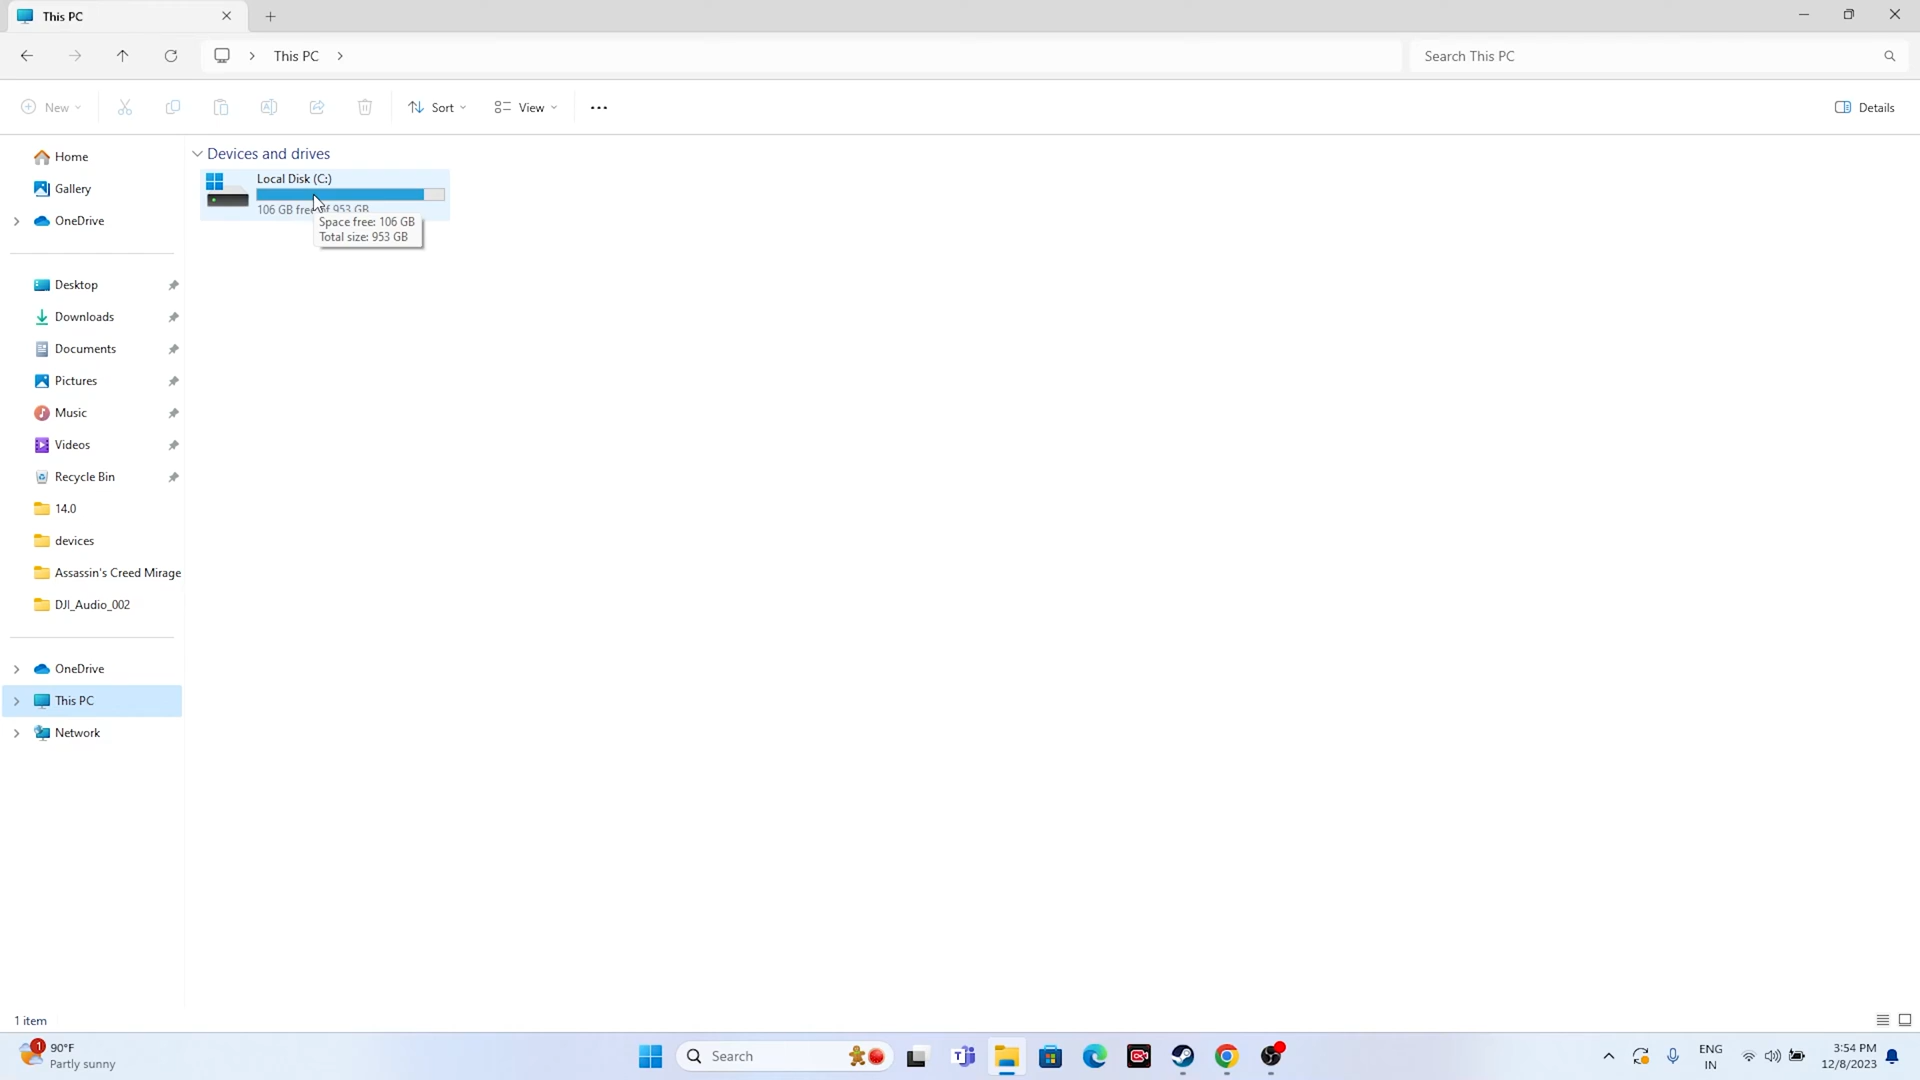 This PC
This PC
Search This PC
New
Sort
View
Details
Home
Gallery
OneDrive
Desktop
Downloads
Documents
Pictures
Music
Videos
Recycle Bin
14.0
devices
Assassin's Creed Mirage
DJI_Audio_002
OneDrive
This PC
Network
Devices and drives
Local Disk (C:)
106 GB free of 953 GB
Space free: 106 GB
Total size: 953 GB
1 item
1
90°F
Partly sunny
Search
ENG
IN
3:54 PM
12/8/2023